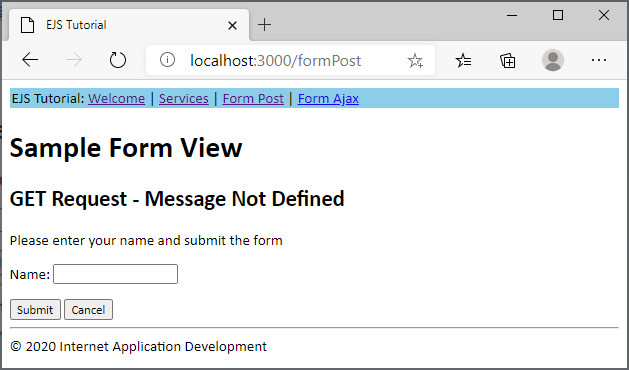 EJS Tutorial
localhost:3000/formPost
EJS Tutorial: Welcome | Services | Form Post | Form Ajax
Sample Form View
GET Request - Message Not Defined
Please enter your name and submit the form
Name:
Submit Cancel
© 2020 Internet Application Development